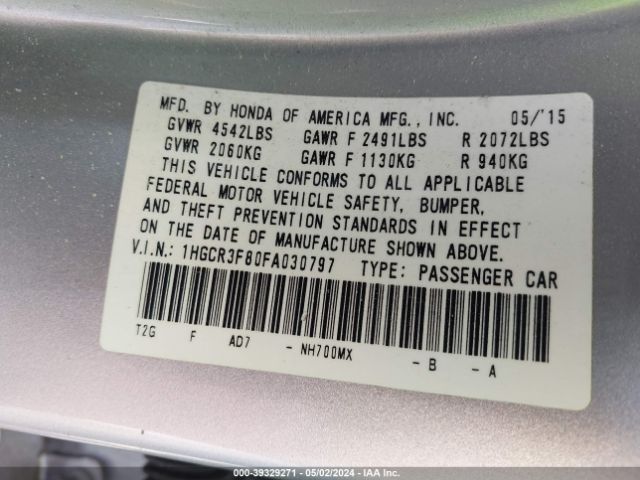 MFD. BY HONDA OF AMERICA MFG., INC. 05/'15
GVWR 4542LBS GAWR F 2491LBS R 2072LBS
GVWR 2060KG GAWR F 1130KG R 940KG
THIS VEHICLE CONFORMS TO ALL APPLICABLE
FEDERAL MOTOR VEHICLE SAFETY, BUMPER,
AND THEFT PREVENTION STANDARDS IN EFFECT
ON THE DATE OF MANUFACTURE SHOWN ABOVE.
V.I.N.: 1HGCR3F80FA030797 TYPE: PASSENGER CAR
T2G F AD7 - NH700MX - B - A
000-39329271 - 05/02/2024 - IAA Inc.